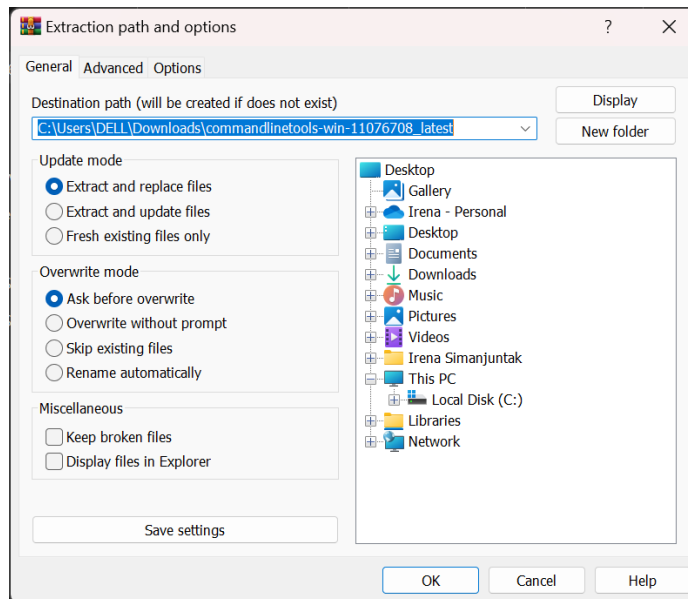 Extraction path and options
?
General Advanced Options
Destination path (will be created if does not exist)
Display
C:\Users\DELL\Downloads\commandlinetools-win-11076708_latest
New folder
Update mode
Extract and replace files
Extract and update files
Fresh existing files only
Overwrite mode
Ask before overwrite
Overwrite without prompt
Skip existing files
Rename automatically
Miscellaneous
Keep broken files
Display files in Explorer
Save settings
Desktop
Gallery
Irena - Personal
Desktop
Documents
Downloads
Music
Pictures
Videos
Irena Simanjuntak
This PC
Local Disk (C:)
Libraries
Network
OK Cancel Help